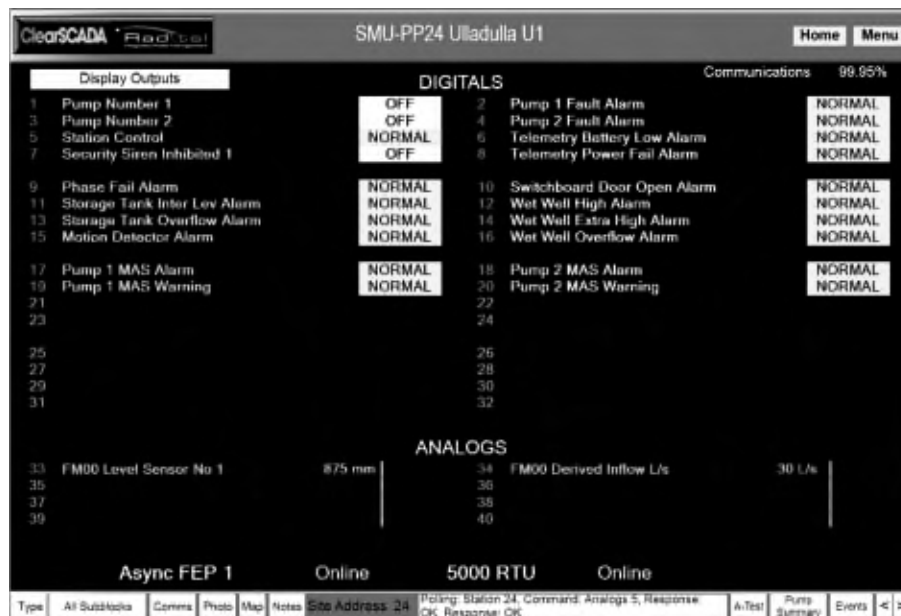 ClearSCADA Radtel SMU-PP24 Ulladulla U1 Home Menu
Display Outputs DIGITALS Communications 99.95%
1 Pump Number 1 OFF 2 Pump 1 Fault Alarm NORMAL
3 Pump Number 2 OFF 4 Pump 2 Fault Alarm NORMAL
5 Station Control NORMAL 6 Telemetry Battery Low Alarm NORMAL
7 Security Siren Inhibited 1 OFF 8 Telemetry Power Fail Alarm NORMAL
9 Phase Fail Alarm NORMAL 10 Switchboard Door Open Alarm NORMAL
11 Storage Tank Inter Lev Alarm NORMAL 12 Wet Well High Alarm NORMAL
13 Storage Tank Overflow Alarm NORMAL 14 Wet Well Extra High Alarm NORMAL
15 Motion Detector Alarm NORMAL 16 Wet Well Overflow Alarm NORMAL
17 Pump 1 MAS Alarm NORMAL 18 Pump 2 MAS Alarm NORMAL
19 Pump 1 MAS Warning NORMAL 20 Pump 2 MAS Warning NORMAL
21 22
23 24
25 26
27 28
29 30
31 32
ANALOGS
33 FM00 Level Sensor No 1 875 mm 34 FM00 Derived Inflow L/s 30 L/s
35 36
37 38
39 40
Async FEP 1 Online 5000 RTU Online
Type All Subblocks Comms Photo Map Notes Site Address 24 Polling: Station 24, Command: Analogs 5, Response: A-Test Pump Events < >
OK Response: OK Summary